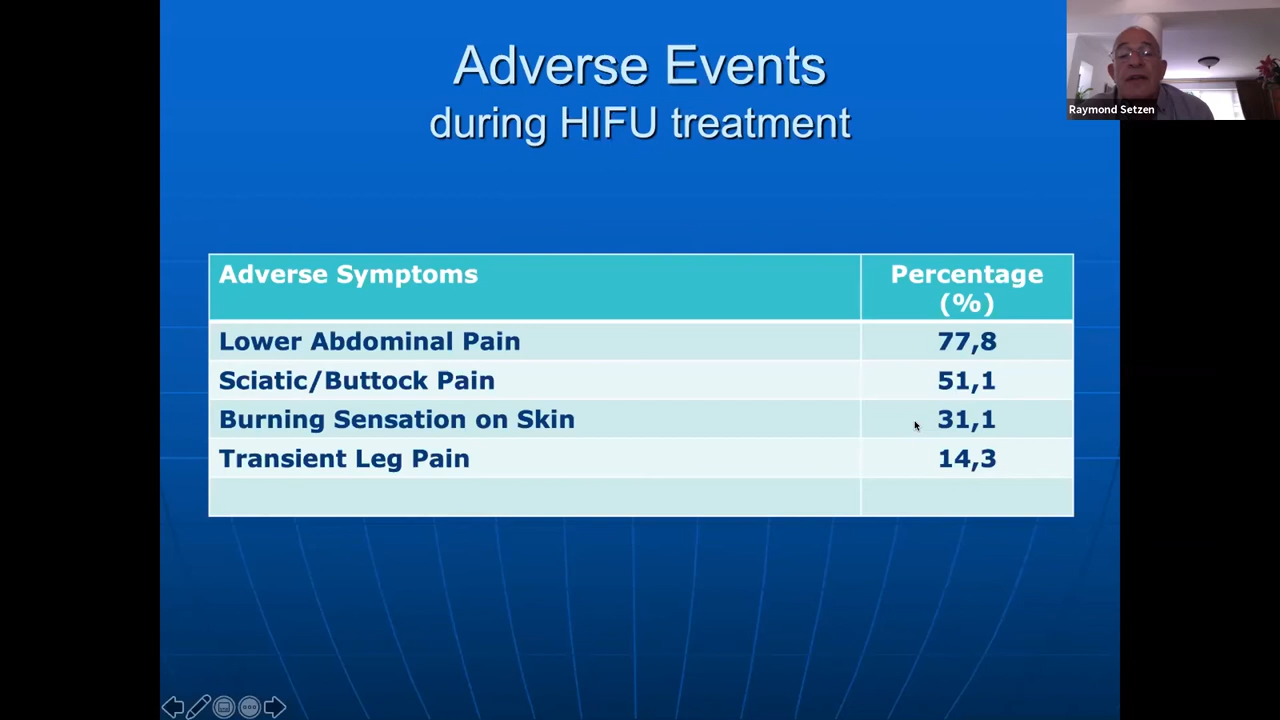 Adverse Events
during HIFU treatment
Raymond Setzen
Adverse Symptoms
Percentage
(%)
Lower Abdominal Pain 77,8
Sciatic/Buttock Pain 51,1
Burning Sensation on Skin 31,1
Transient Leg Pain 14,3